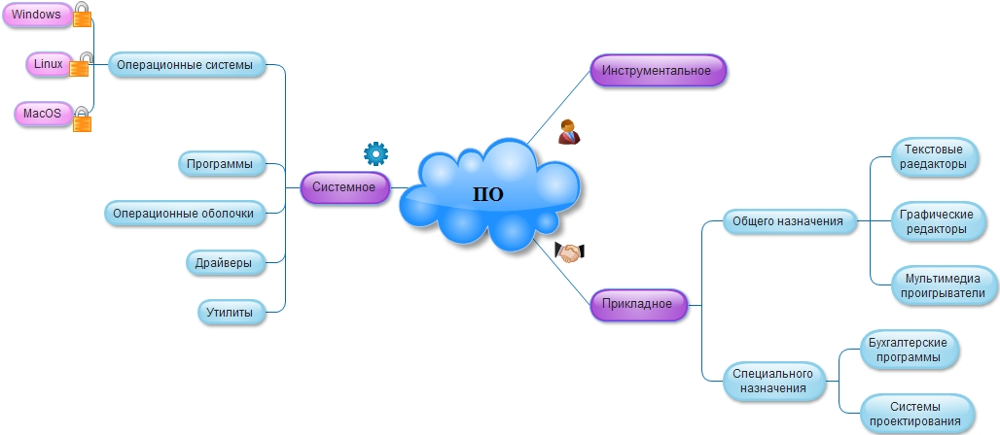 Windows
Linux
MacOS
Операционные системы
Программы
Операционные оболочки
Драйверы
Утилиты
Системное
ПО
Инструментальное
Прикладное
Общего назначения
Текстовые
раедакторы
Графические
редакторы
Мультимедиа
проигрыватели
Специального
назначения
Бухгалтерские
программы
Системы
проектирования